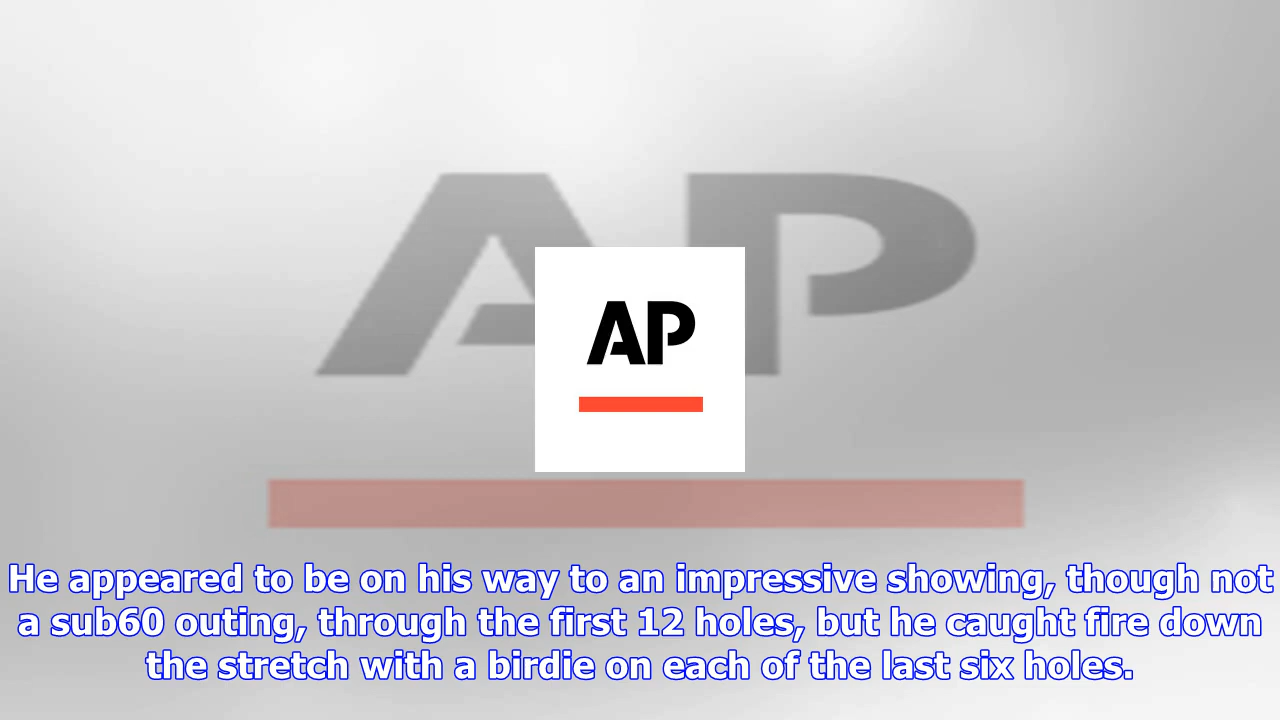 AP
AP
He appeared to be on his way to an impressive showing, though not
a sub60 outing, through the first 12 holes, but he caught fire down
the stretch with a birdie on each of the last six holes.